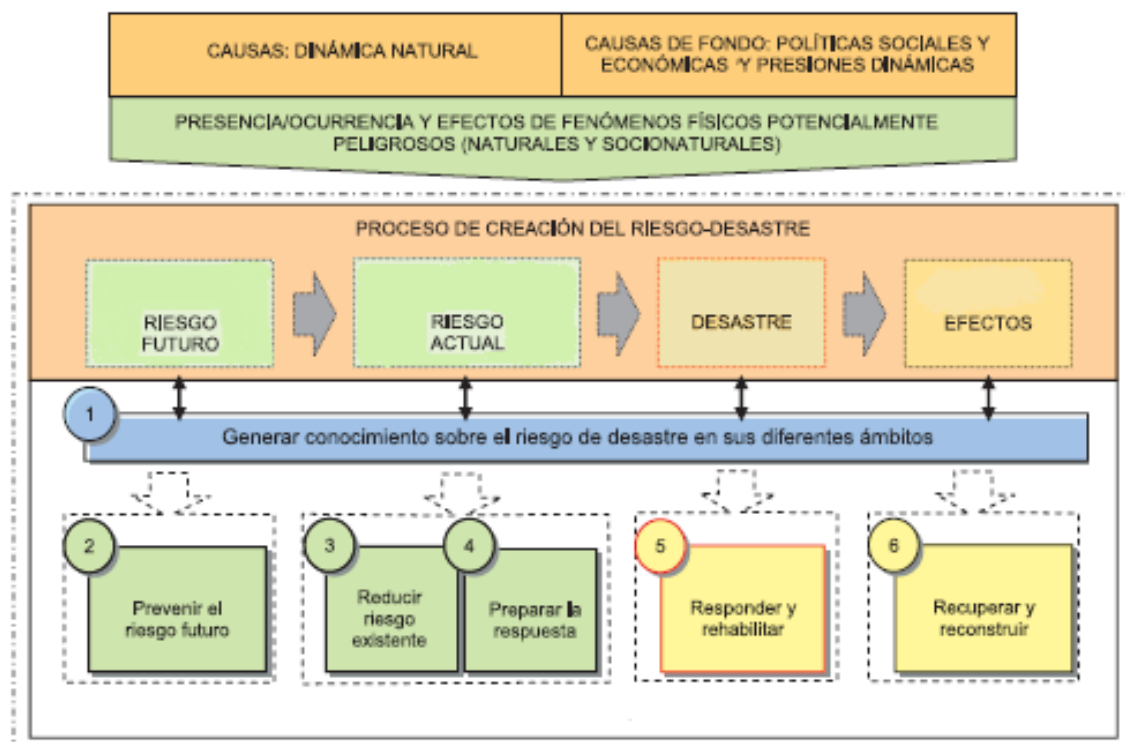 CAUSAS: DINÁMICA NATURAL
CAUSAS DE FONDO: POLÍTICAS SOCIALES Y
ECONÓMICAS 'Y PRESIONES DINÁMICAS
PRESENCIA/OCURRENCIA Y EFECTOS DE FENÓMENOS FÍSICOS POTENCIALMENTE
PELIGROSOS (NATURALES Y SOCIONATURALES)
PROCESO DE CREACIÓN DEL RIESGO-DESASTRE
RIESGO
FUTURO
RIESGO
ACTUAL
DESASTRE
EFECTOS
1
Generar conocimiento sobre el riesgo de desastre en sus diferentes ámbitos
2
Prevenir el
riesgo futuro
3
Reducir
riesgo
existente
4
Preparar la
respuesta
5
Responder y
rehabilitar
6
Recuperar y
reconstruir